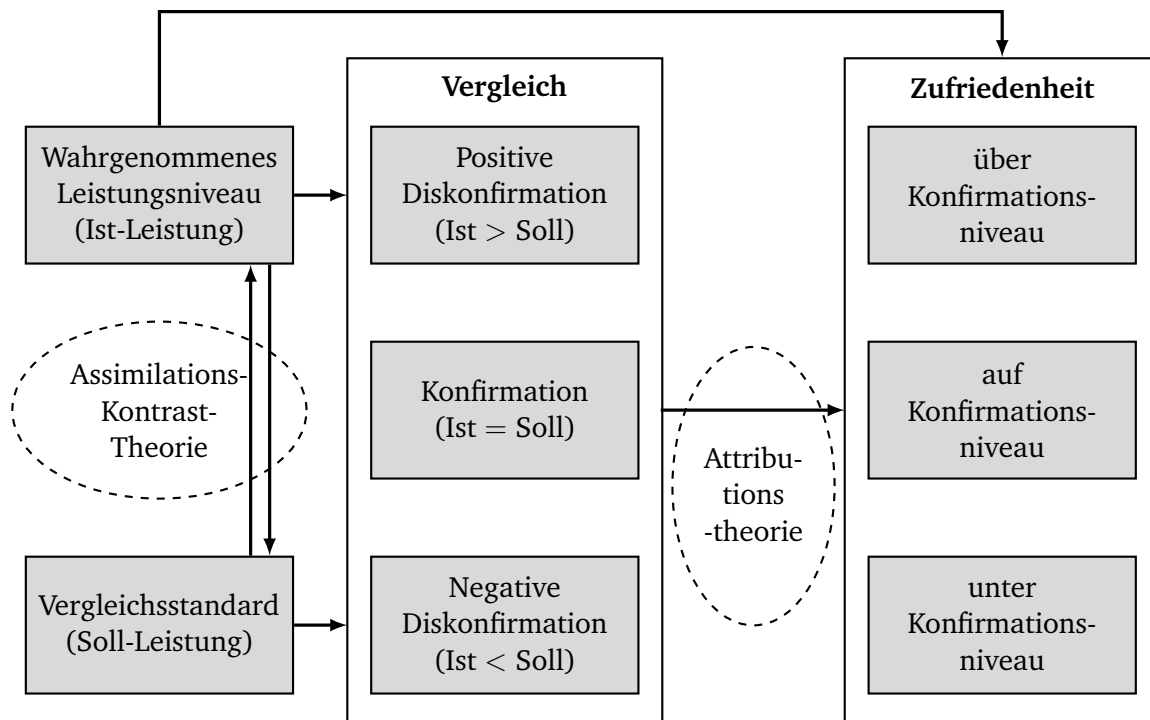 Vergleich
Zufriedenheit
Wahrgenommenes
Leistungsniveau
(Ist-Leistung)
Positive
Diskonfirmation
(Ist > Soll)
über
Konfirmations-
niveau
Assimilations-
Kontrast-
Theorie
Konfirmation
(Ist = Soll)
Attribu-
tions
-theorie
auf
Konfirmations-
niveau
Vergleichsstandard
(Soll-Leistung)
Negative
Diskonfirmation
(Ist < Soll)
unter
Konfirmations-
niveau